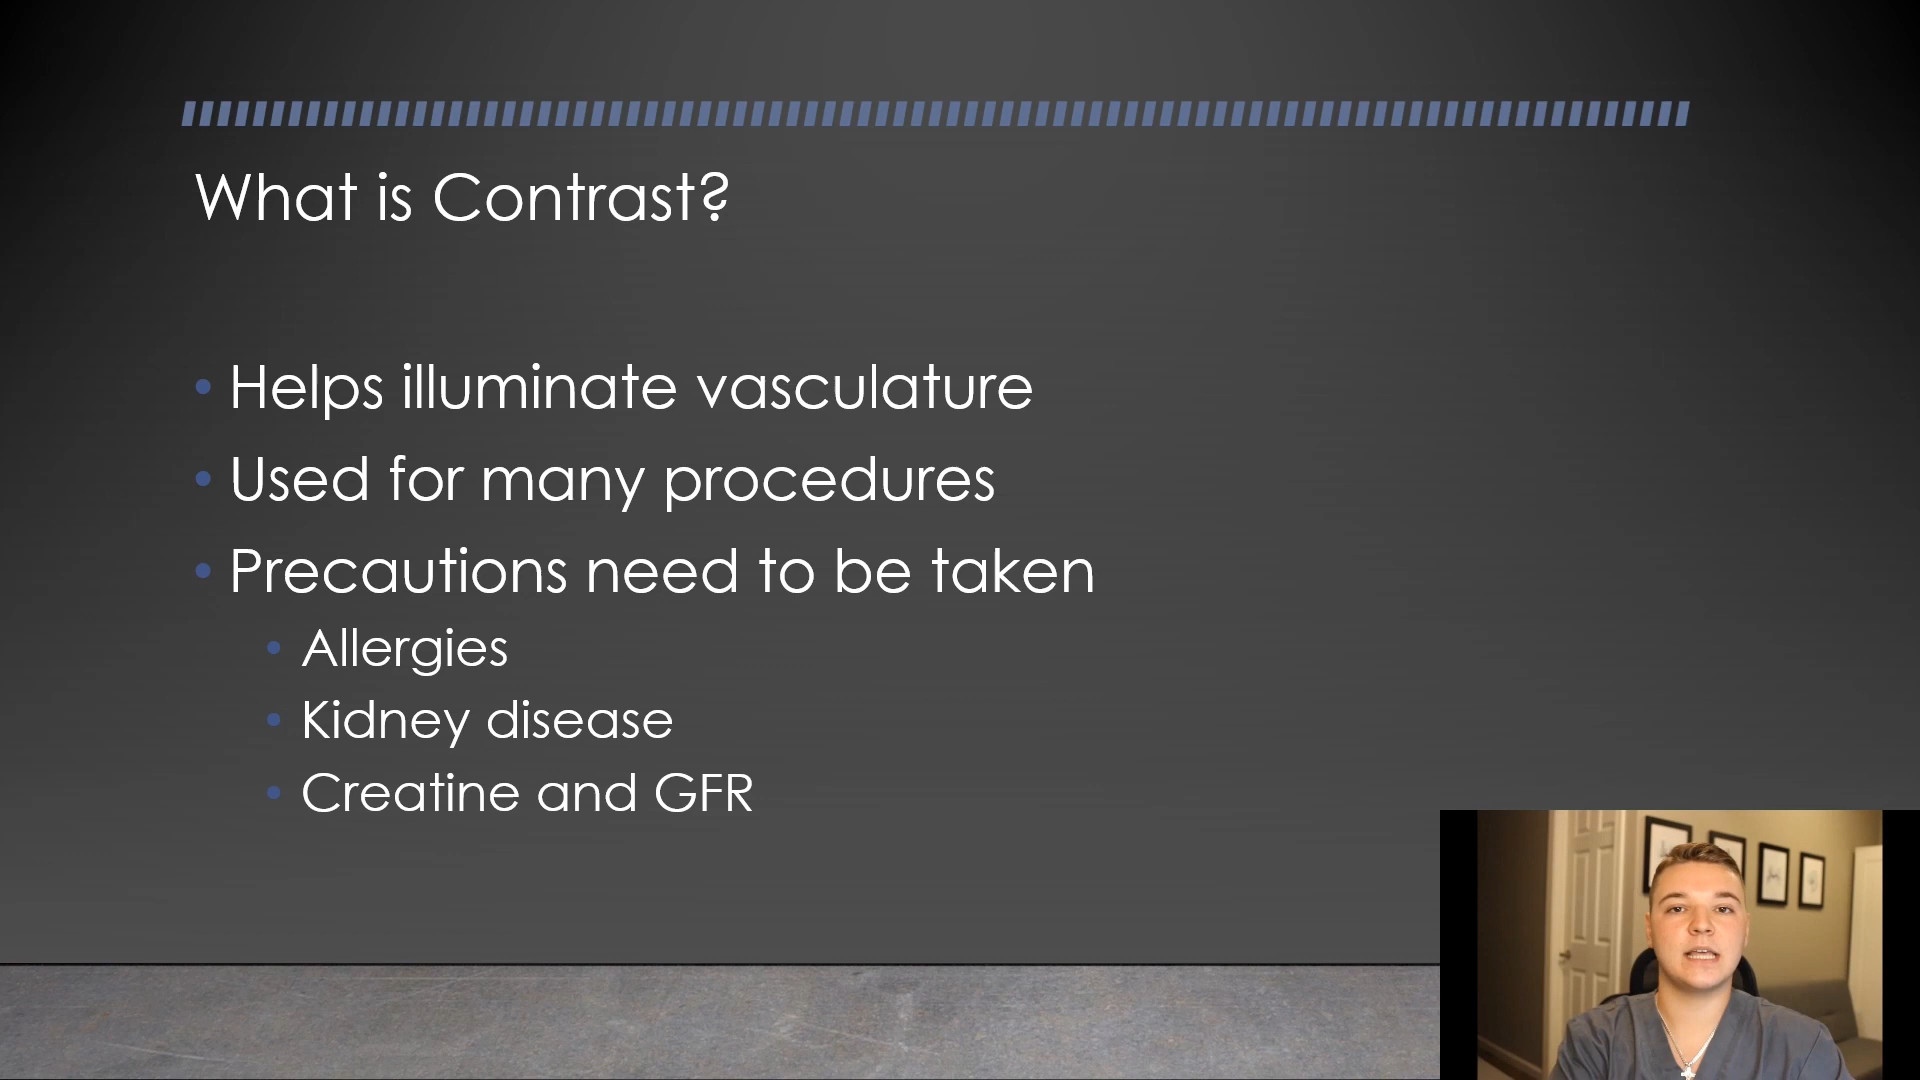 What is Contrast?
• Helps illuminate vasculature
• Used for many procedures
• Precautions need to be taken
• Allergies
• Kidney disease
• Creatine and GFR